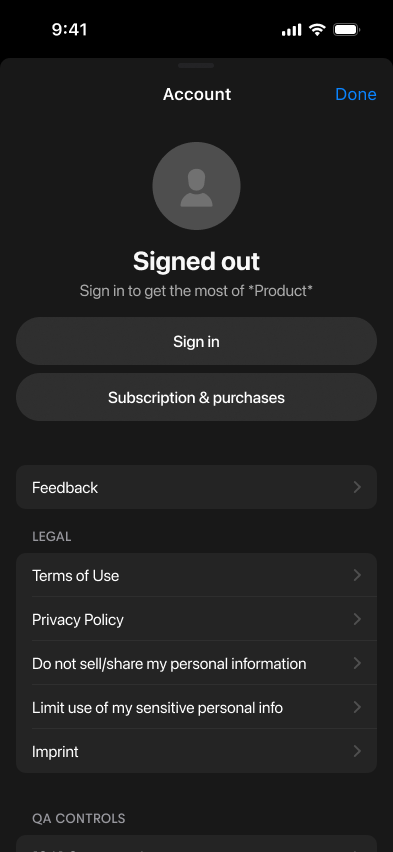 9:41
Account
Done
Signed out
Sign in to get the most of *Product*
Sign in
Subscription & purchases
Feedback
LEGAL
Terms of Use
Privacy Policy
Do not sell/share my personal information
Limit use of my sensitive personal info
Imprint
QA CONTROLS